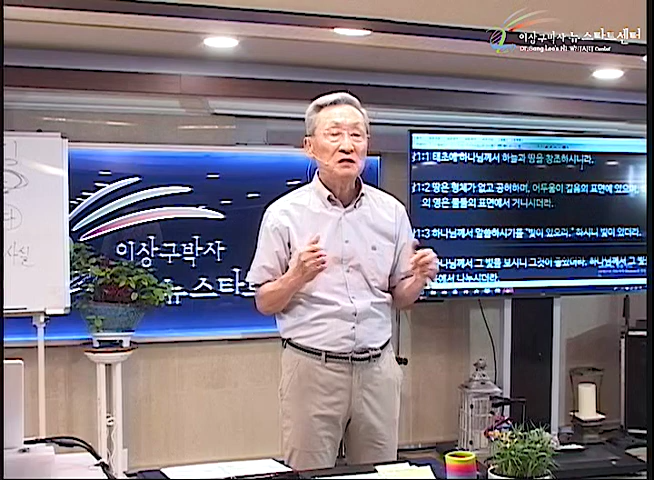 이상구박사 뉴스타트센터
Dr.Sang Lee's NEWSTART Center
이상구박사
뉴스타트
사실
1:1 태초에 하나님께서 하늘과 땅을 창조하시니라.
1:2 땅은 형체가 없고 공허하며, 어두움이 깊음의 표면에 있으며,
의 영은 물들의 표면에서 거니시더라.
1:3 하나님께서 말씀하시기를 "빛이 있으라." 하시니 빛이 있더라.
님께서 그 빛을 보시니 그것이 좋았더라. 하나님께서 그 빛
에서 나누시더라.